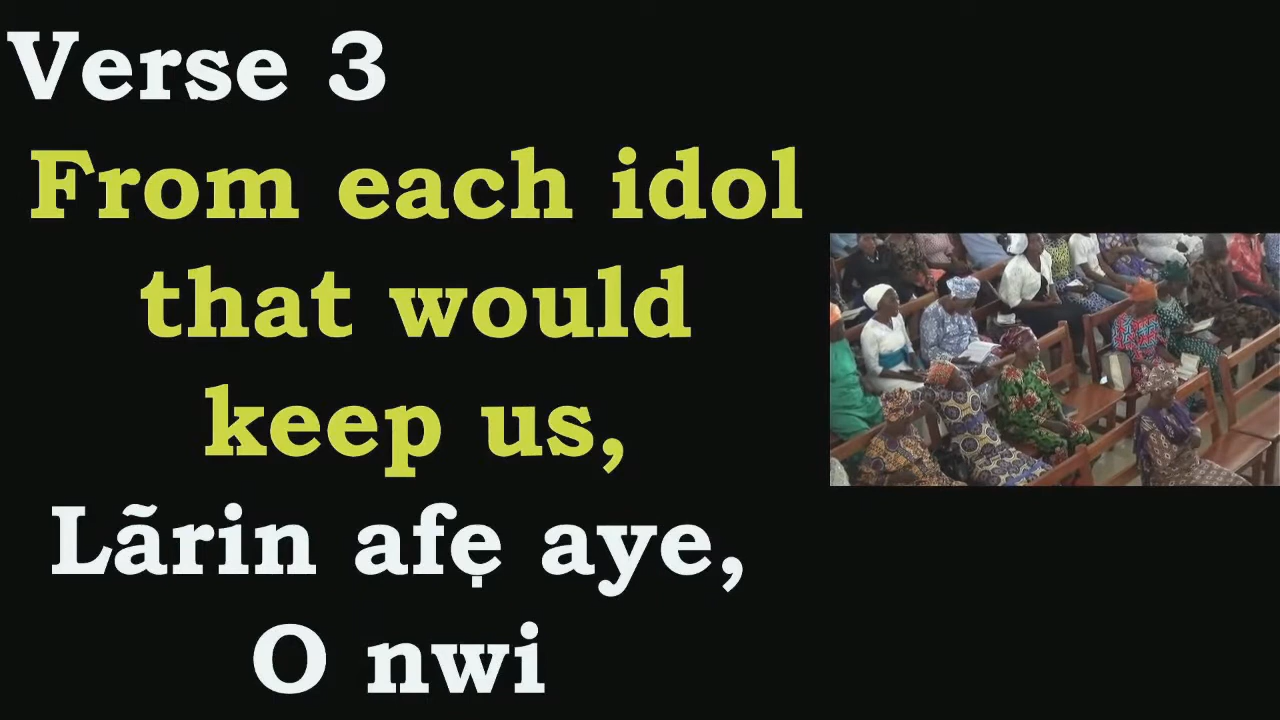 Verse 3
From each idol
that would
keep us,
Lãrin afẹ aye,
O nwi